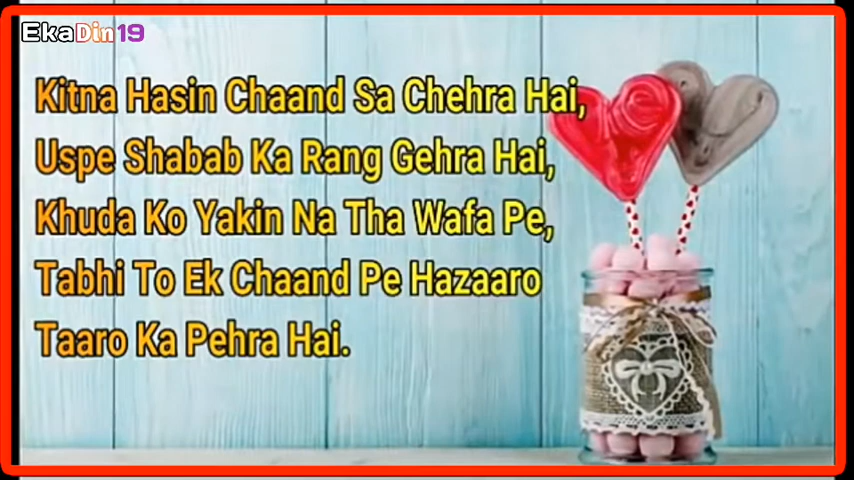 EkaDin19
Kitna Hasin Chaand Sa Chehra Hai,
Uspe Shabab Ka Rang Gehra Hai,
Khuda Ko Yakin Na Tha Wafa Pe,
Tabhi To Ek Chaand Pe Hazaaro
Taaro Ka Pehra Hai.